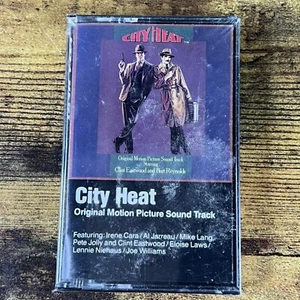 CITY HEAT
Original Motion Picture Sound Track
Starring
Clint Eastwood and Burt Reynolds
City Heat
Original Motion Picture Sound Track
Featuring: Irene Cara / Al Jarreau / Mike Lang
Pete Jolly and Clint Eastwood / Eloise Laws /
Lennie Niehaus / Joe Williams